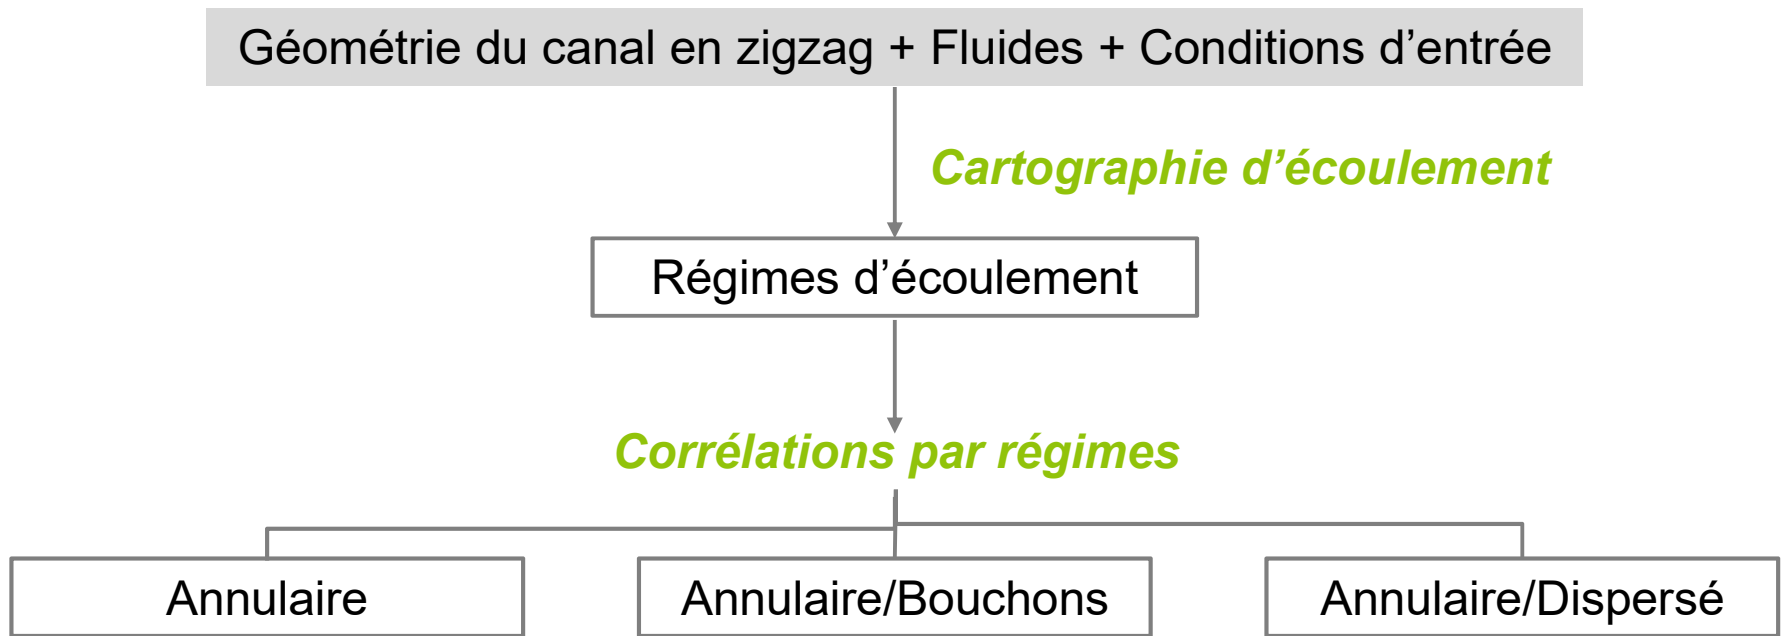 Géométrie du canal en zigzag + Fluides + Conditions d’entrée
Cartographie d’écoulement
Régimes d’écoulement
Corrélations par régimes
Annulaire
Annulaire/Bouchons
Annulaire/Dispersé